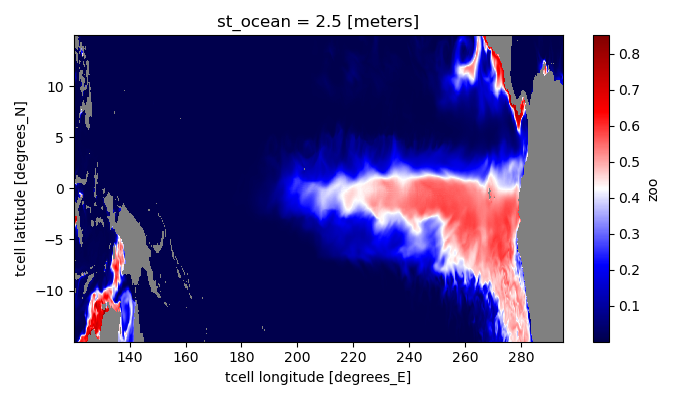 st_ocean = 2.5 [meters]
10
5
0
−5
−10
tcell latitude [degrees_N]
140 160 180 200 220 240 260 280
tcell longitude [degrees_E]
0.8
0.7
0.6
0.5
0.4
0.3
0.2
0.1
zoo